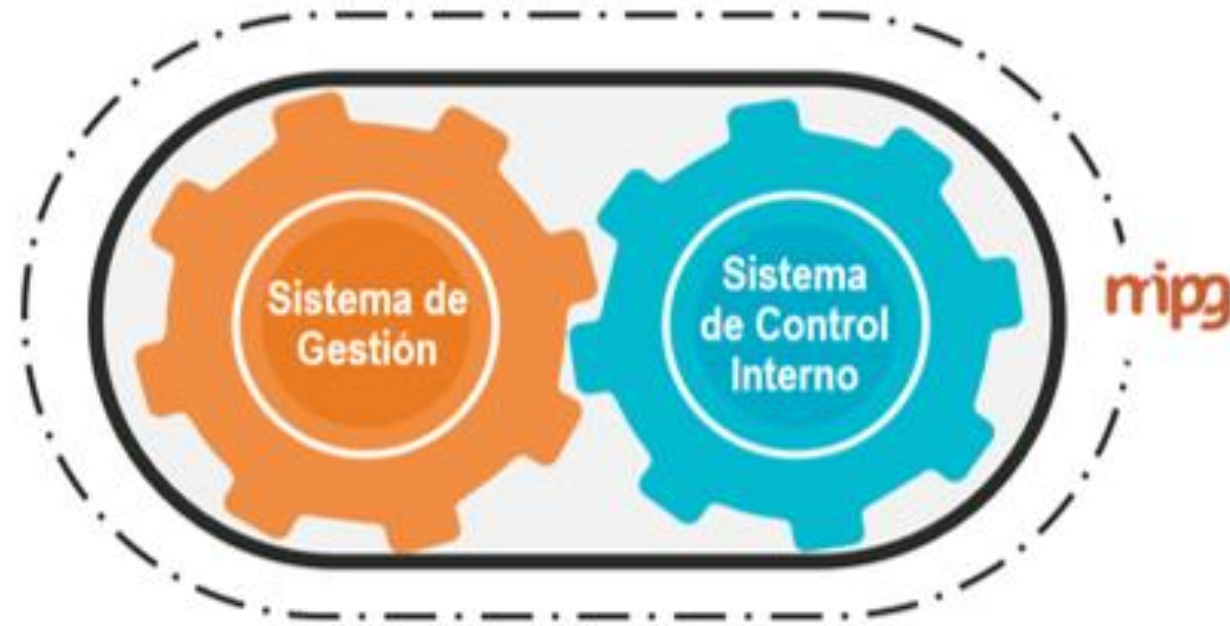 Sistema de
Gestión
Sistema
de Control
Interno
mipg